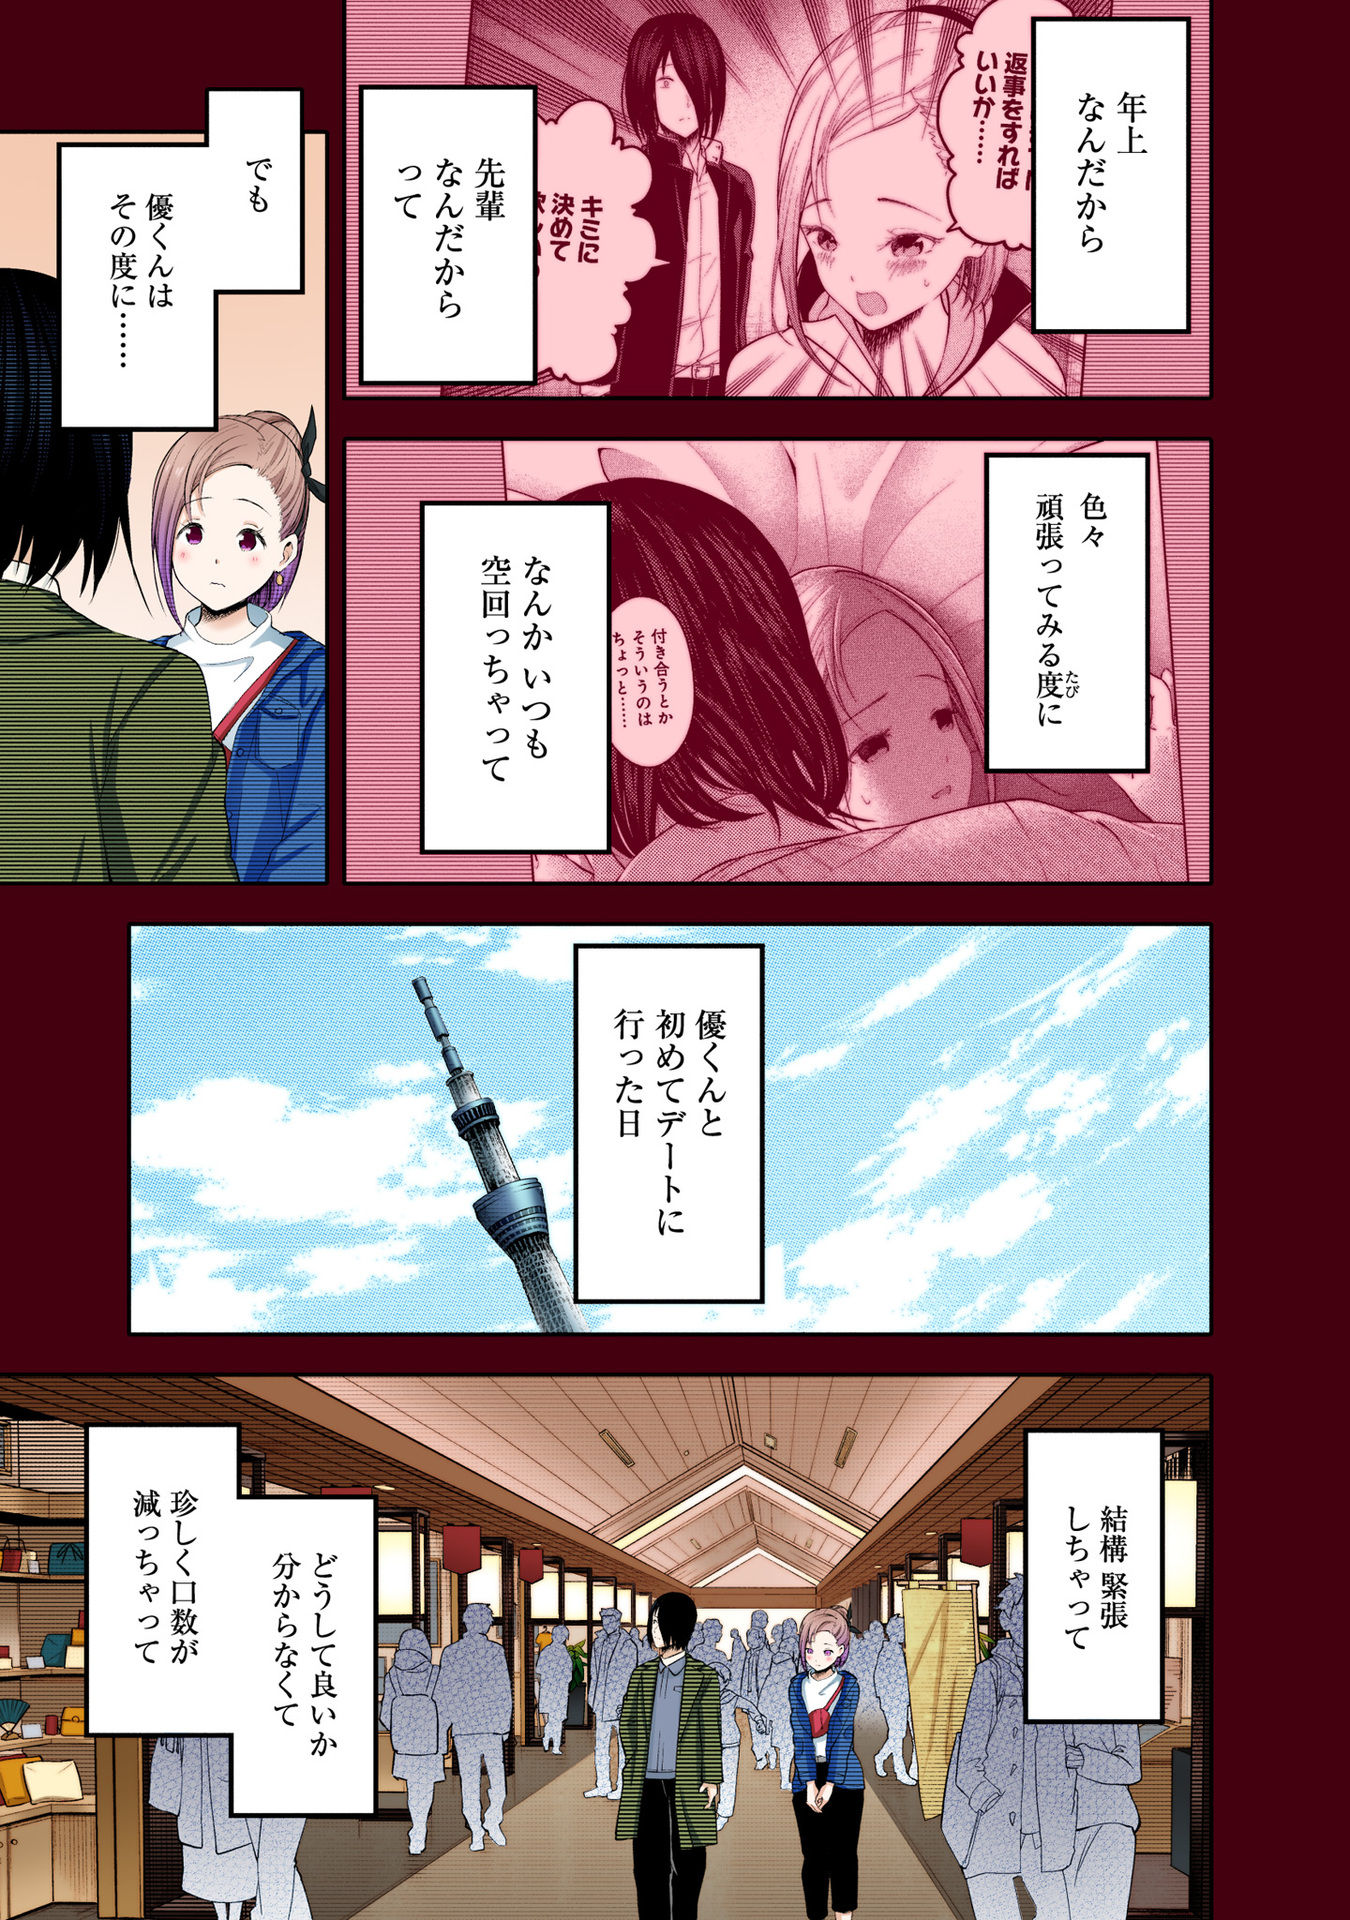 年上
なんだから
返事をすれば
いいか……
キミに
決めて
先輩
なんだから
って
色々
頑張ってみる度に
たび
なんか いつも
空回っちゃって
付き合うとか
そういうのは
ちょっと……
でも
優くんは
その度に……
優くんと
初めてデートに
行った日
結構 緊張
しちゃって
どうして良いか
分からなくて
珍しく口数が
減っちゃって